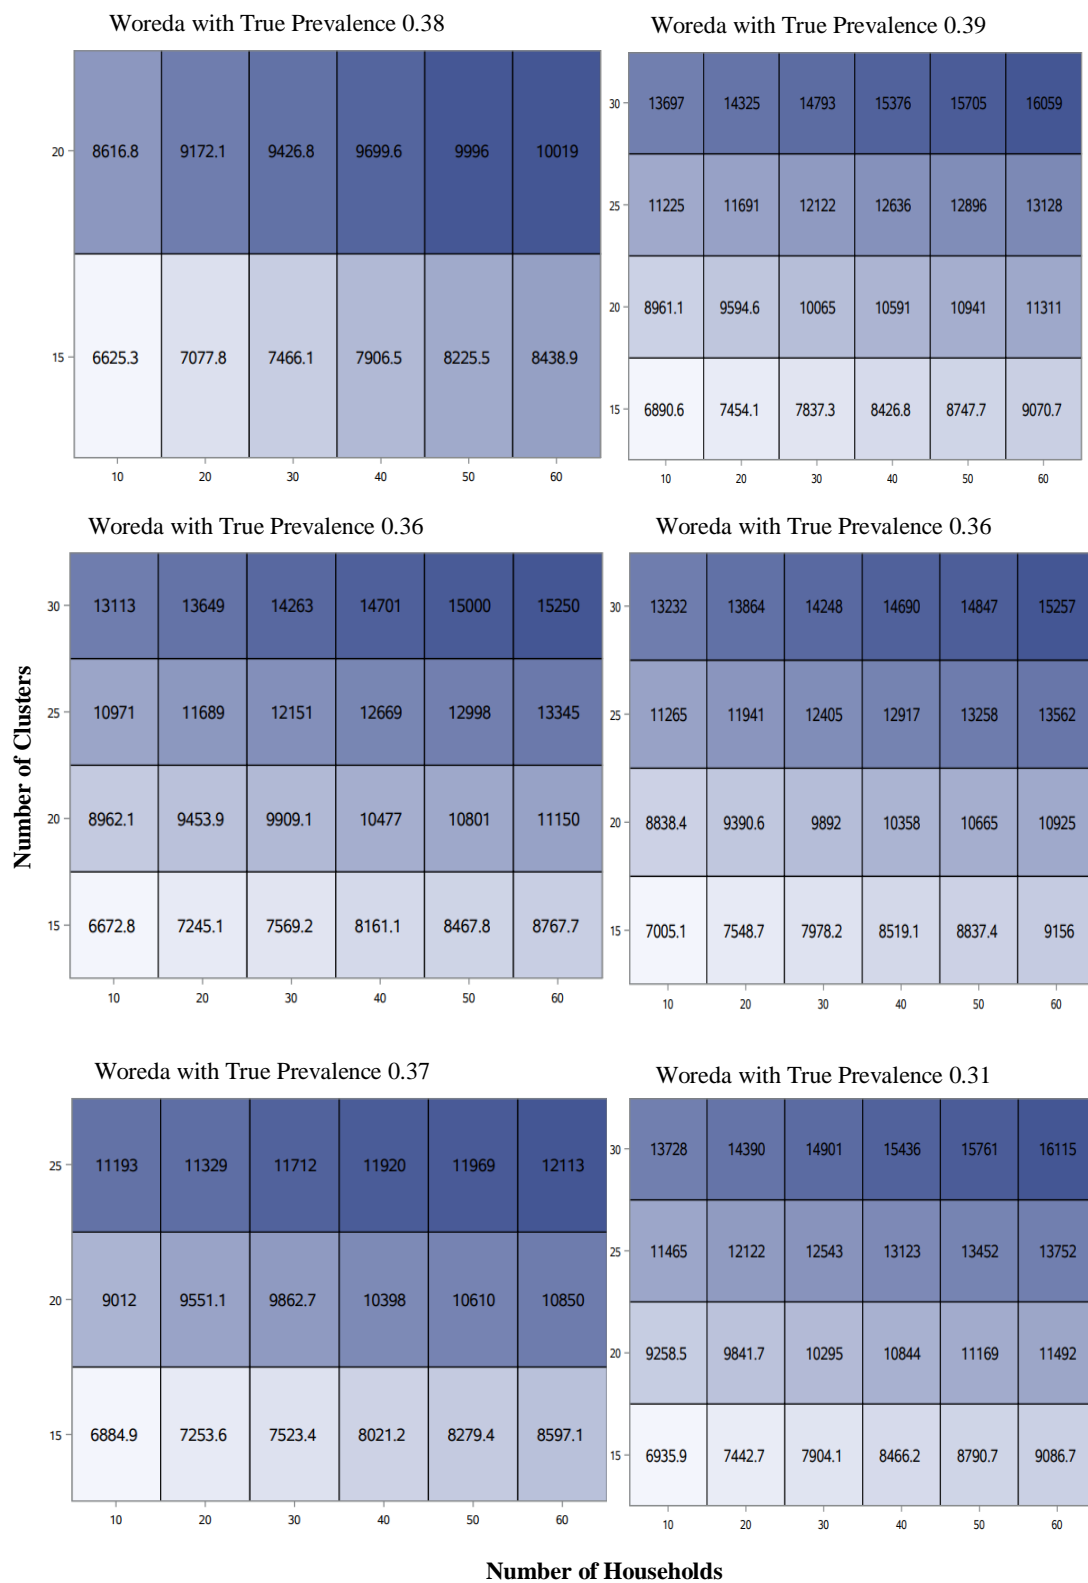 Woreda with True Prevalence 0.38
20 8616.8 9172.1 9426.8 9699.6 9996 10019
15 6625.3 7077.8 7466.1 7906.5 8225.5 8438.9
10 20 30 40 50 60
Woreda with True Prevalence 0.39
30 13697 14325 14793 15376 15705 16059
25 11225 11691 12122 12636 12896 13128
20 8961.1 9594.6 10065 10591 10941 11311
15 6890.6 7454.1 7837.3 8426.8 8747.7 9070.7
10 20 30 40 50 60
Number of Clusters
Woreda with True Prevalence 0.36
30 13113 13649 14263 14701 15000 15250
25 10971 11689 12151 12669 12998 13345
20 8962.1 9453.9 9909.1 10477 10801 11150
15 6672.8 7245.1 7569.2 8161.1 8467.8 8767.7
10 20 30 40 50 60
Woreda with True Prevalence 0.36
30 13232 13864 14248 14690 14847 15257
25 11265 11941 12405 12917 13258 13562
20 8838.4 9390.6 9892 10358 10665 10925
15 7005.1 7548.7 7978.2 8519.1 8837.4 9156
10 20 30 40 50 60
Woreda with True Prevalence 0.37
25 11193 11329 11712 11920 11969 12113
20 9012 9551.1 9862.7 10398 10610 10850
15 6884.9 7253.6 7523.4 8021.2 8279.4 8597.1
10 20 30 40 50 60
Woreda with True Prevalence 0.31
30 13728 14390 14901 15436 15761 16115
25 11465 12122 12543 13123 13452 13752
20 9258.5 9841.7 10295 10844 11169 11492
15 6935.9 7442.7 7904.1 8466.2 8790.7 9086.7
10 20 30 40 50 60
Number of Households